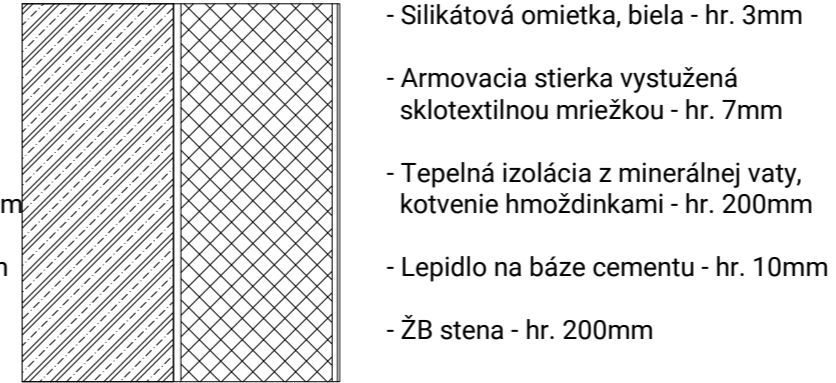 - Silikátová omietka, biela - hr. 3mm
- Armovacia stierka vystužená
sklotextilnou mriežkou - hr. 7mm
- Tepelná izolácia z minerálnej vaty,
kotvenie hmoždinkami - hr. 200mm
- Lepidlo na báze cementu - hr. 10mm
- ŽB stena - hr. 200mm